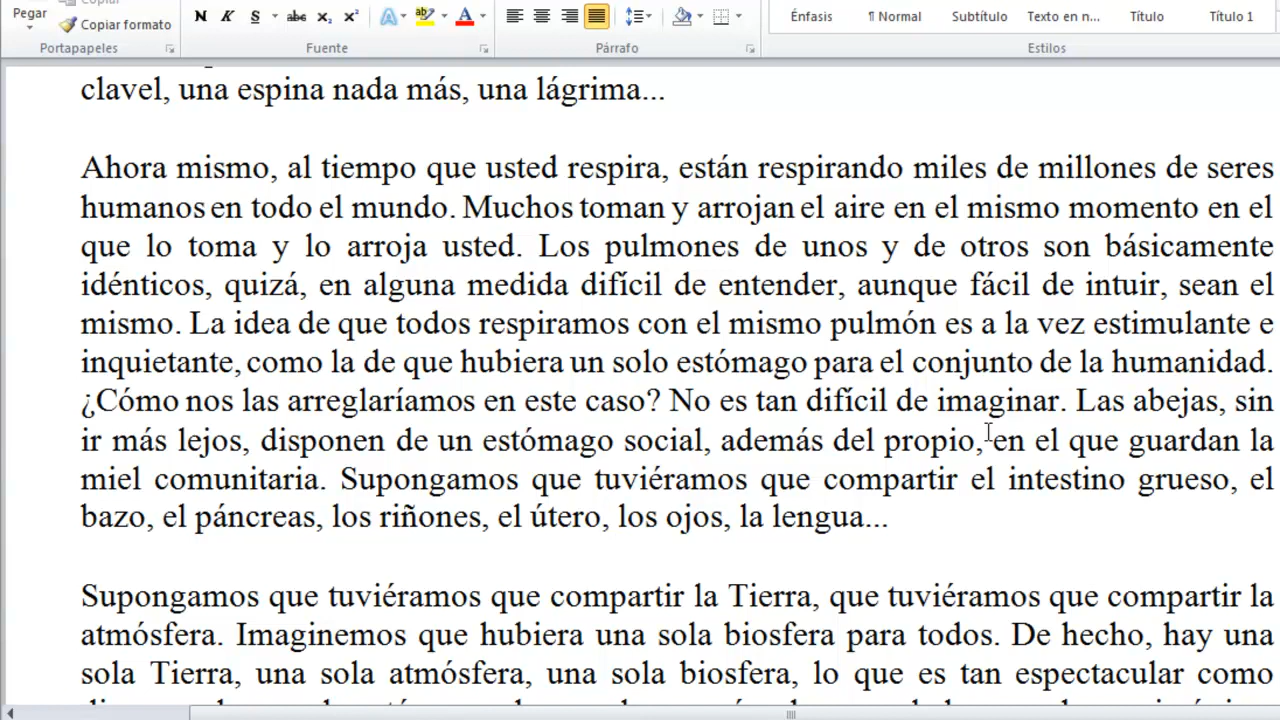 Pegar
Copiar
Copiar formato
N K S abc x₂ x² A ab A
Énfasis ¶ Normal Subtítulo Texto en n... Título Título 1
Portapapeles Fuente Párrafo Estilos
clavel, una espina nada más, una lágrima...
Ahora mismo, al tiempo que usted respira, están respirando miles de millones de seres
humanos en todo el mundo. Muchos toman y arrojan el aire en el mismo momento en el
que lo toma y lo arroja usted. Los pulmones de unos y de otros son básicamente
idénticos, quizá, en alguna medida difícil de entender, aunque fácil de intuir, sean el
mismo. La idea de que todos respiramos con el mismo pulmón es a la vez estimulante e
inquietante, como la de que hubiera un solo estómago para el conjunto de la humanidad.
¿Cómo nos las arreglaríamos en este caso? No es tan difícil de imaginar. Las abejas, sin
ir más lejos, disponen de un estómago social, además del propio, en el que guardan la
miel comunitaria. Supongamos que tuviéramos que compartir el intestino grueso, el
bazo, el páncreas, los riñones, el útero, los ojos, la lengua...
Supongamos que tuviéramos que compartir la Tierra, que tuviéramos que compartir la
atmósfera. Imaginemos que hubiera una sola biosfera para todos. De hecho, hay una
sola Tierra, una sola atmósfera, una sola biosfera, lo que es tan espectacular como